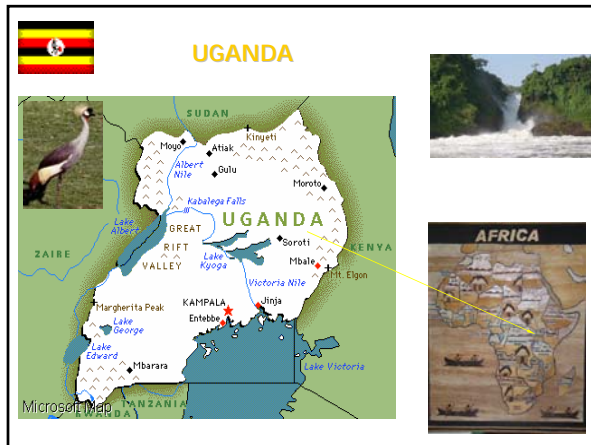 UGANDA
SUDAN
Kinyeti
Moyo
Atiak
Albert
Nile
Gulu
Moroto
Kabalega Falls
Lake
Albert
GREAT
RIFT
VALLEY
UGANDA
ZAIRE
Lake
Kyoga
Soroti
KENYA
Mbale
Mt. Elgon
Victoria Nile
Margherita Peak
KAMPALA
Jinja
Entebbe
Lake
George
Lake
Edward
Mbarara
Lake Victoria
Microsoft Map
TANZANIA
RWANDA
AFRICA